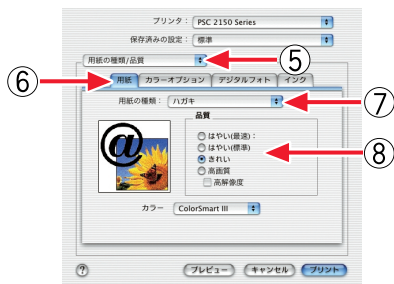 プリンタ： PSC 2150 Series
保存済みの設定： 標準
用紙の種類/品質
⑤
⑥
用紙 カラーオプション デジタルフォト インク
用紙の種類： ハガキ
⑦
品質
はやい(最速)：
はやい(標準)
きれい
高画質
高解像度
⑧
@
カラー ColorSmart III
? プレビュー キャンセル プリント